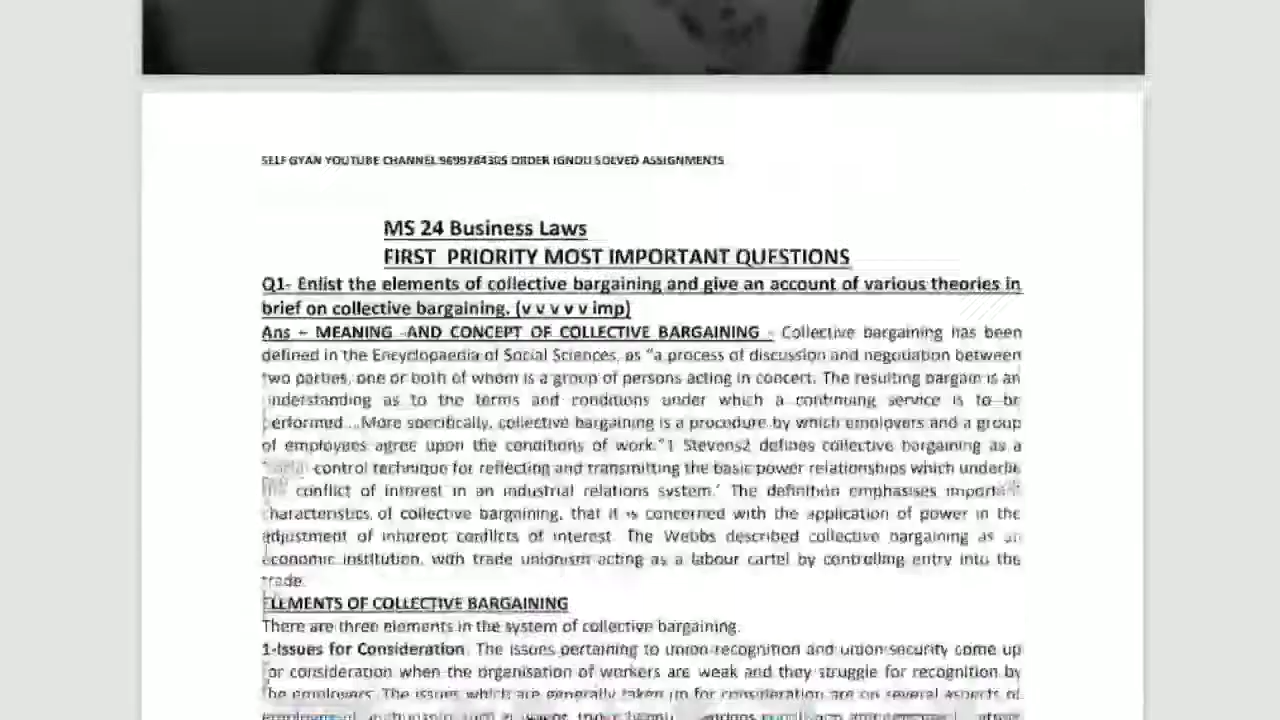 SELF GYAN YOUTUBE CHANNEL 9699784305 ORDER IGNOU SOLVED ASSIGNMENTS
MS 24 Business Laws
FIRST PRIORITY MOST IMPORTANT QUESTIONS
Q1- Enlist the elements of collective bargaining and give an account of various theories in
brief on collective bargaining. (v v v v v imp)
Ans – MEANING AND CONCEPT OF COLLECTIVE BARGAINING - Collective bargaining has been
defined in the Encyclopaedia of Social Sciences, as "a process of discussion and negotiation between
two parties, one or both of whom is a group of persons acting in concert. The resulting bargain is an
understanding as to the terms and conditions under which a continuing service is to be
performed...More specifically, collective bargaining is a procedure by which employers and a group
of employees agree upon the conditions of work."1 Stevens2 defines collective bargaining as a
control technique for reflecting and transmitting the basic power relationships which underlie
conflict of interest in an industrial relations system.' The definition emphasises important
characteristics of collective bargaining, that it is concerned with the application of power in the
adjustment of inherent conflicts of interest. The Webbs described collective bargaining as an
economic institution, with trade unionism acting as a labour cartel by controlling entry into the
trade.
ELEMENTS OF COLLECTIVE BARGAINING
There are three elements in the system of collective bargaining.
1-Issues for Consideration. The issues pertaining to union recognition and union security come up
for consideration when the organisation of workers are weak and they struggle for recognition by
the employers. The issues which are generally taken up for consideration are on several aspects of